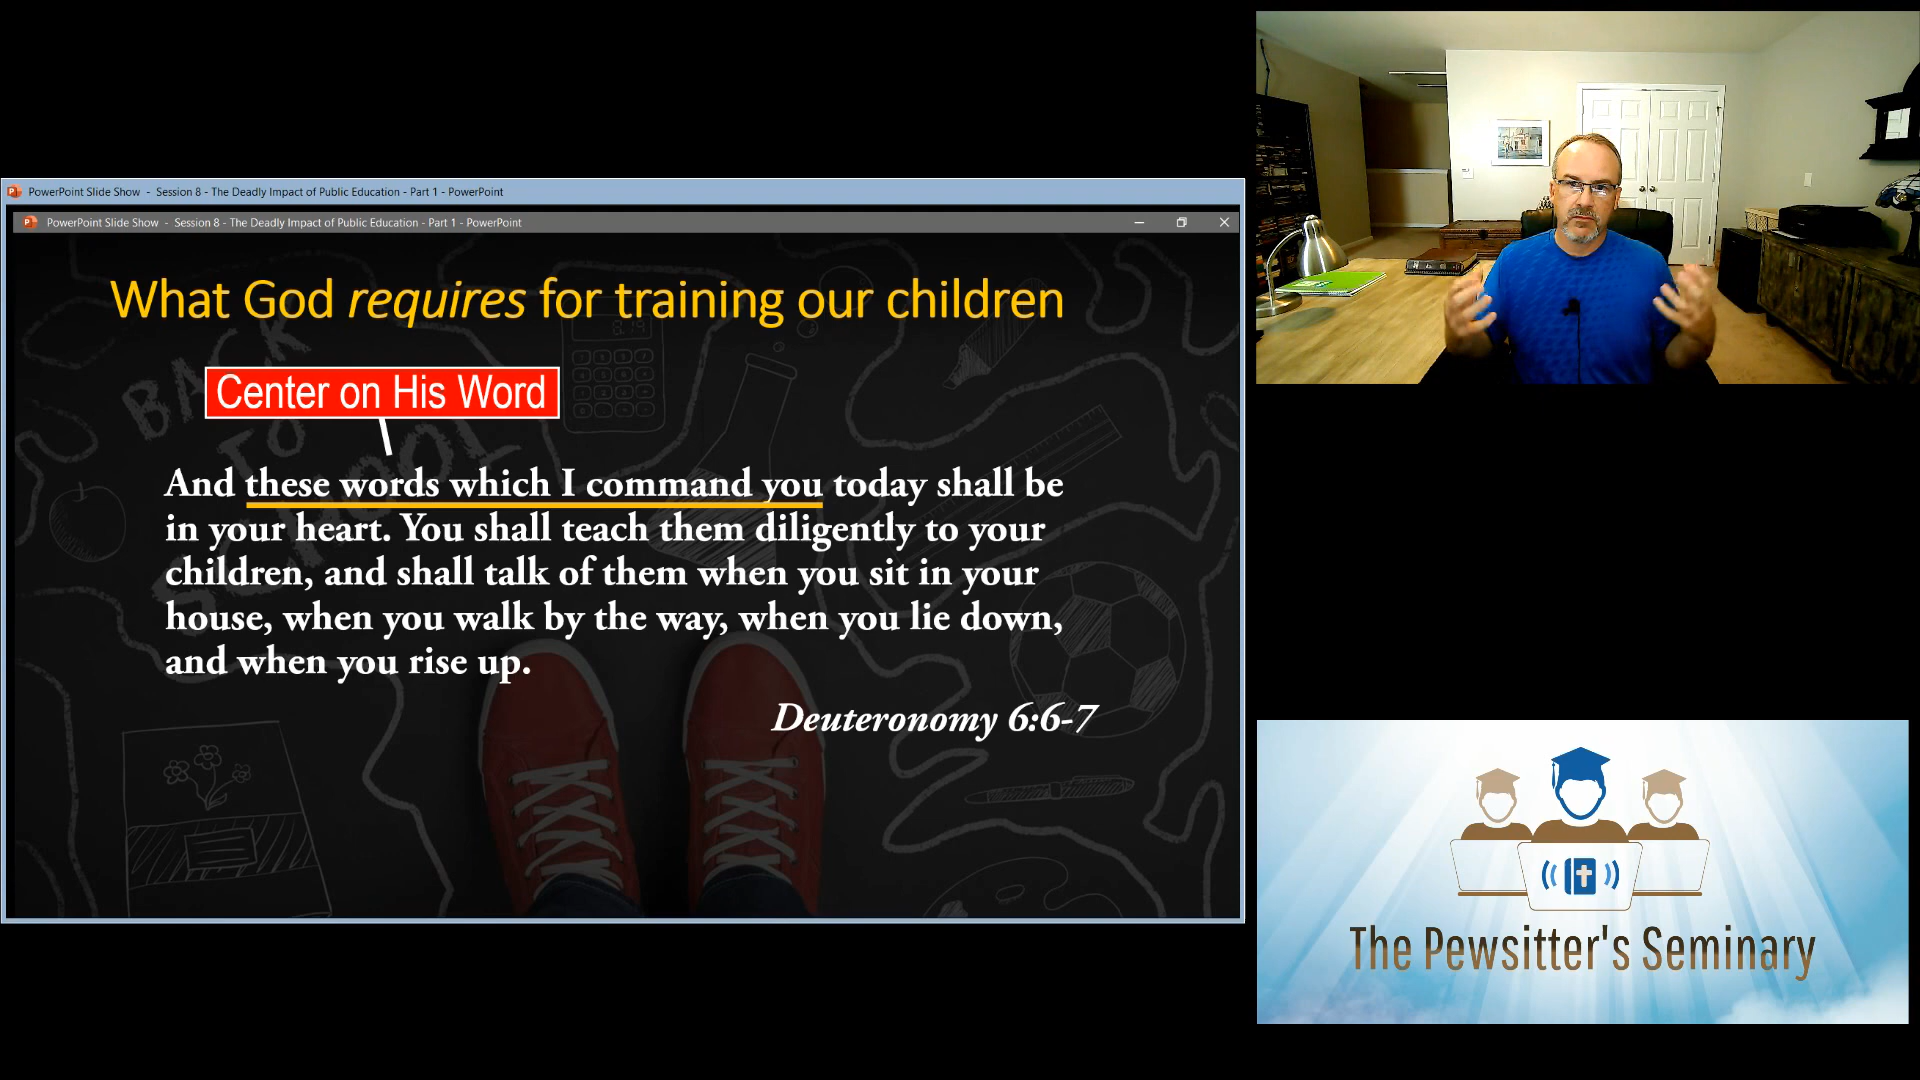 PowerPoint Slide Show - Session 8 - The Deadly Impact of Public Education - Part 1 - PowerPoint
PowerPoint Slide Show - Session 8 - The Deadly Impact of Public Education - Part 1 - PowerPoint
What God requires for training our children
BACK
TO
SCHOOL
Center on His Word
And these words which I command you today shall be
in your heart. You shall teach them diligently to your
children, and shall talk of them when you sit in your
house, when you walk by the way, when you lie down,
and when you rise up.
Deuteronomy 6:6-7
The Pewsitter's Seminary